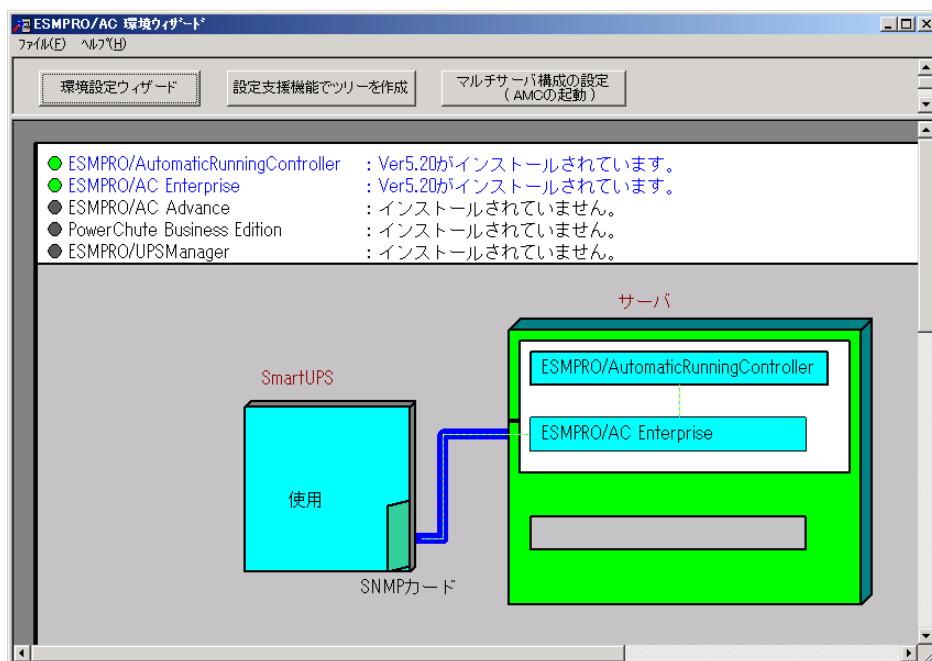 ESMPRO/AC 環境ウィザード
ファイル(F) ヘルプ(H)
環境設定ウィザード 設定支援機能でツリーを作成 マルチサーバ構成の設定
(AMCの起動)
ESMPRO/AutomaticRunningController : Ver5.20がインストールされています。
ESMPRO/AC Enterprise : Ver5.20がインストールされています。
ESMPRO/AC Advance : インストールされていません。
PowerChute Business Edition : インストールされていません。
ESMPRO/UPSManager : インストールされていません。
サーバ
ESMPRO/AutomaticRunningController
SmartUPS
ESMPRO/AC Enterprise
使用
SNMPカード